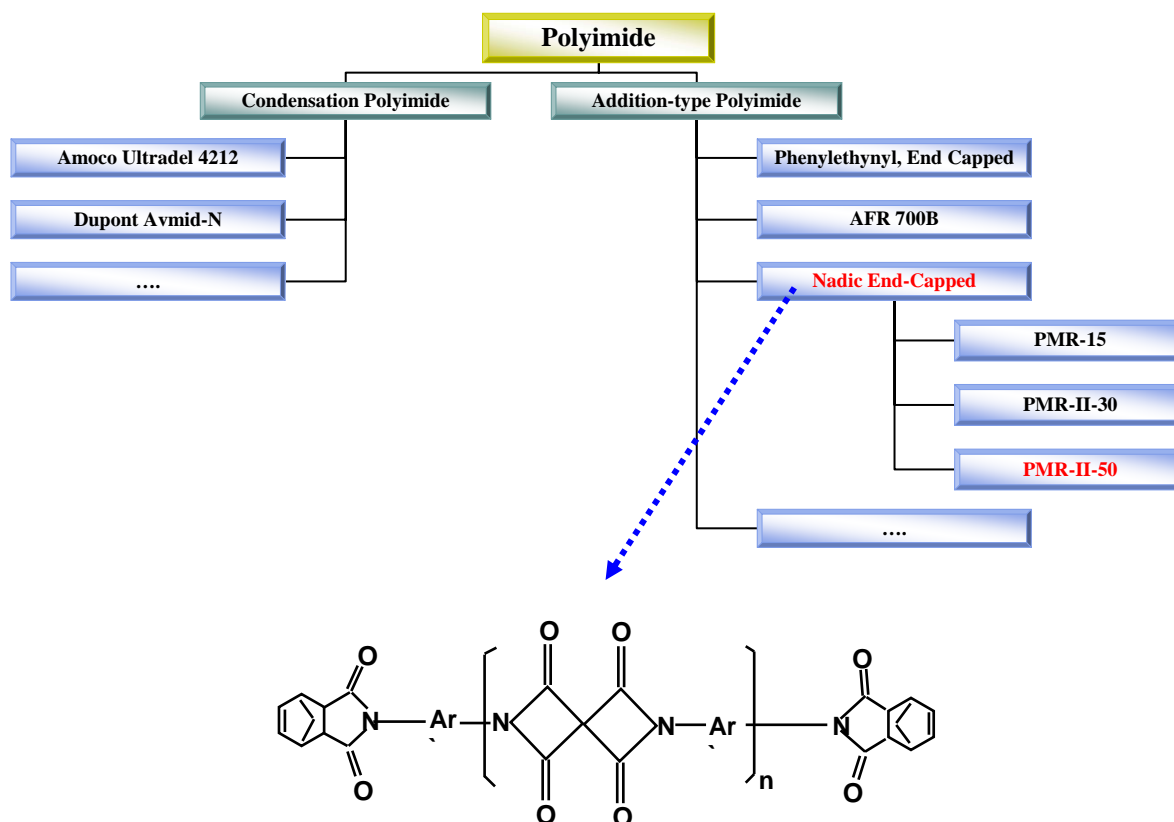 Polyimide
Condensation Polyimide
Addition-type Polyimide
Amoco Ultradel 4212
Phenylethynyl, End Capped
Dupont Avmid-N
AFR 700B
....
Nadic End-Capped
PMR-15
PMR-II-30
PMR-II-50
....
O O
O O
N Ar N N Ar N
O O O O
n